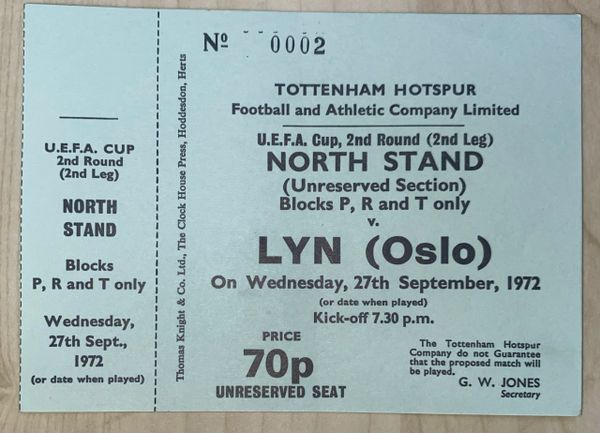 U.E.F.A. CUP
2nd Round
(2nd Leg)
NORTH
STAND
Blocks
P, R and T only
Wednesday,
27th Sept.,
1972
(or date when played)
Thomas Knight & Co. Ltd., The Clock House Press, Hoddesdon, Herts
Nº 0002
TOTTENHAM HOTSPUR
Football and Athletic Company Limited
U.E.F.A. Cup, 2nd Round (2nd Leg)
NORTH STAND
(Unreserved Section)
Blocks P, R and T only
v.
LYN (Oslo)
On Wednesday, 27th September, 1972
(or date when played)
Kick-off 7.30 p.m.
PRICE
70p
UNRESERVED SEAT
The Tottenham Hotspur
Company do not Guarantee
that the proposed match will
be played.
G. W. JONES
Secretary